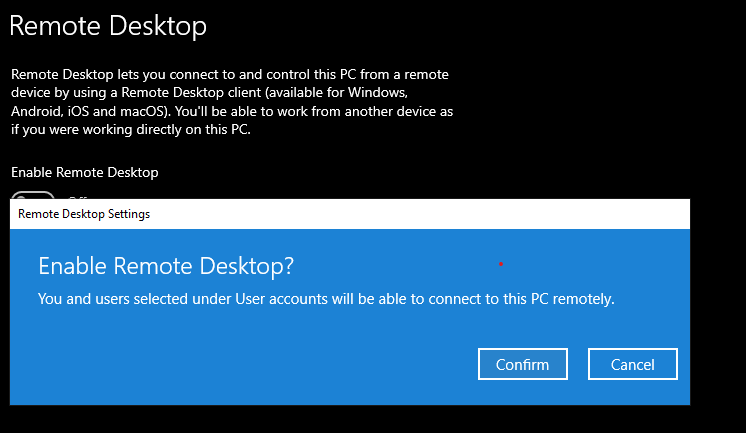 Remote Desktop
Remote Desktop lets you connect to and control this PC from a remote
device by using a Remote Desktop client (available for Windows,
Android, iOS and macOS). You'll be able to work from another device as
if you were working directly on this PC.
Enable Remote Desktop
Remote Desktop Settings
Enable Remote Desktop?
You and users selected under User accounts will be able to connect to this PC remotely.
Confirm
Cancel